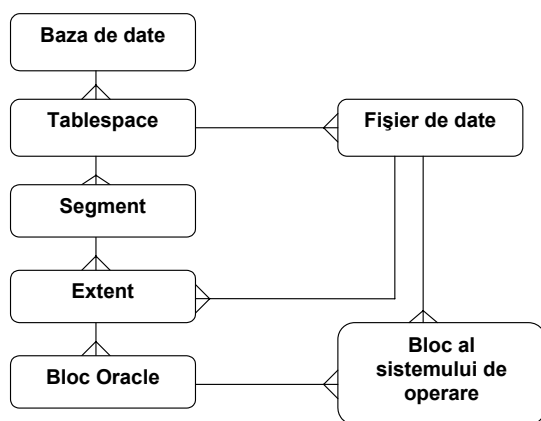 Baza de date
Tablespace
Fişier de date
Segment
Extent
Bloc Oracle
Bloc al
sistemului de
operare